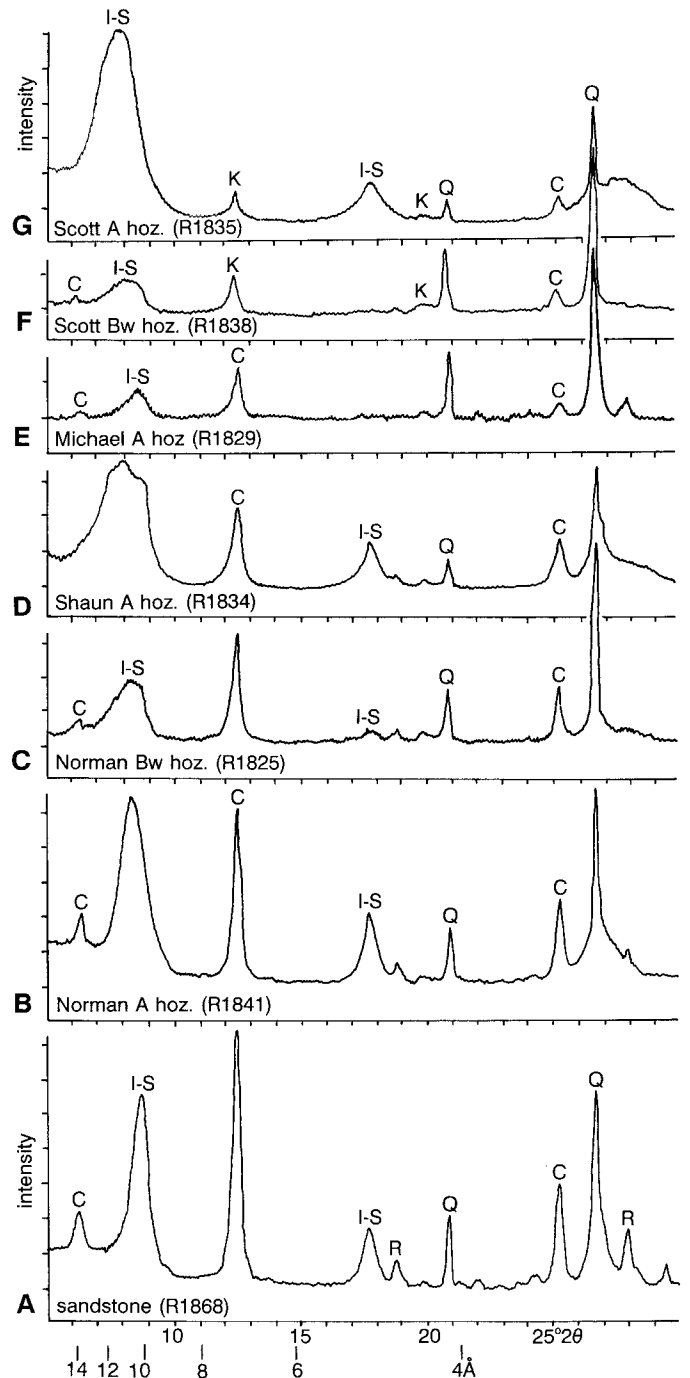 I-S
intensity
Q
K
I-S
K
Q
C
G
Scott A hoz. (R1835)
C
I-S
K
K
C
F
Scott Bw hoz. (R1838)
C
I-S
C
C
E
Michael A hoz (R1829)
C
I-S
Q
C
D
Shaun A hoz. (R1834)
C
I-S
I-S
Q
C
C
Norman Bw hoz. (R1825)
C
C
I-S
Q
C
B
Norman A hoz. (R1841)
intensity
C
I-S
I-S
R
Q
C
Q
R
A
sandstone (R1868)
10 15 20 25°2θ
14 12 10 8 6 4Å